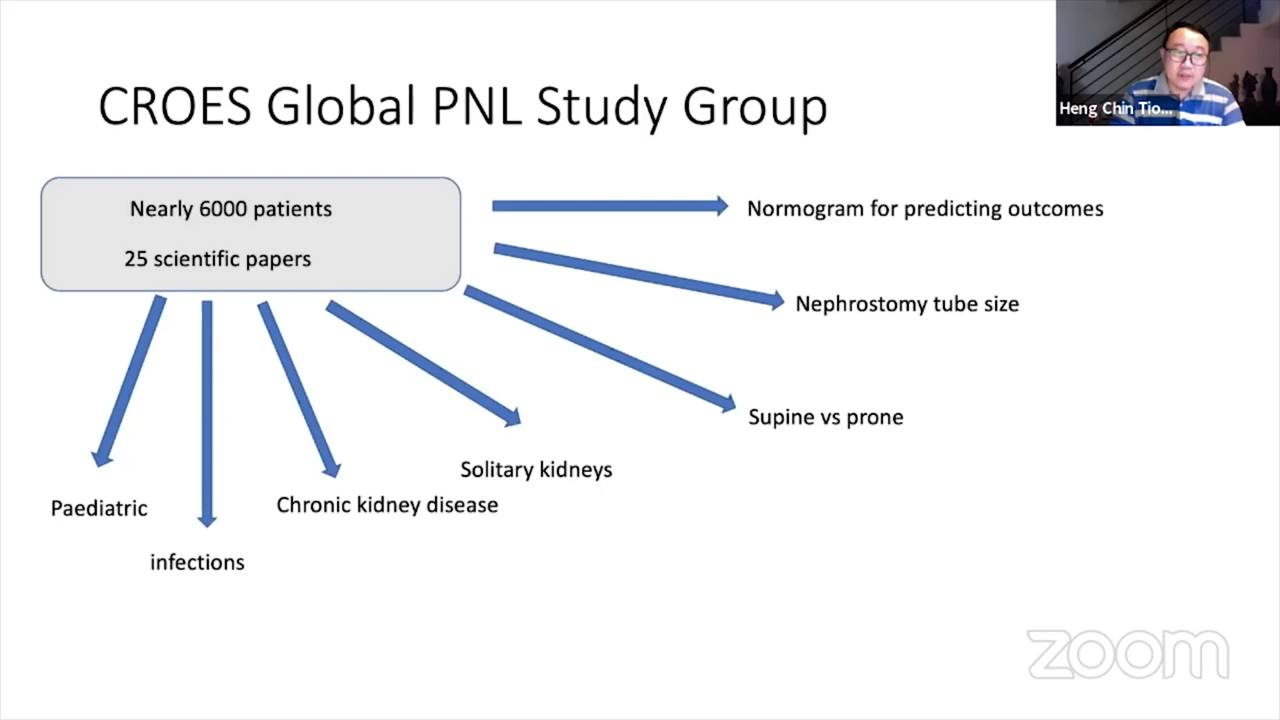 CROES Global PNL Study Group
Heng Chin Tio...
Nearly 6000 patients
25 scientific papers
Normogram for predicting outcomes
Nephrostomy tube size
Supine vs prone
Solitary kidneys
Chronic kidney disease
Paediatric
infections
zoom